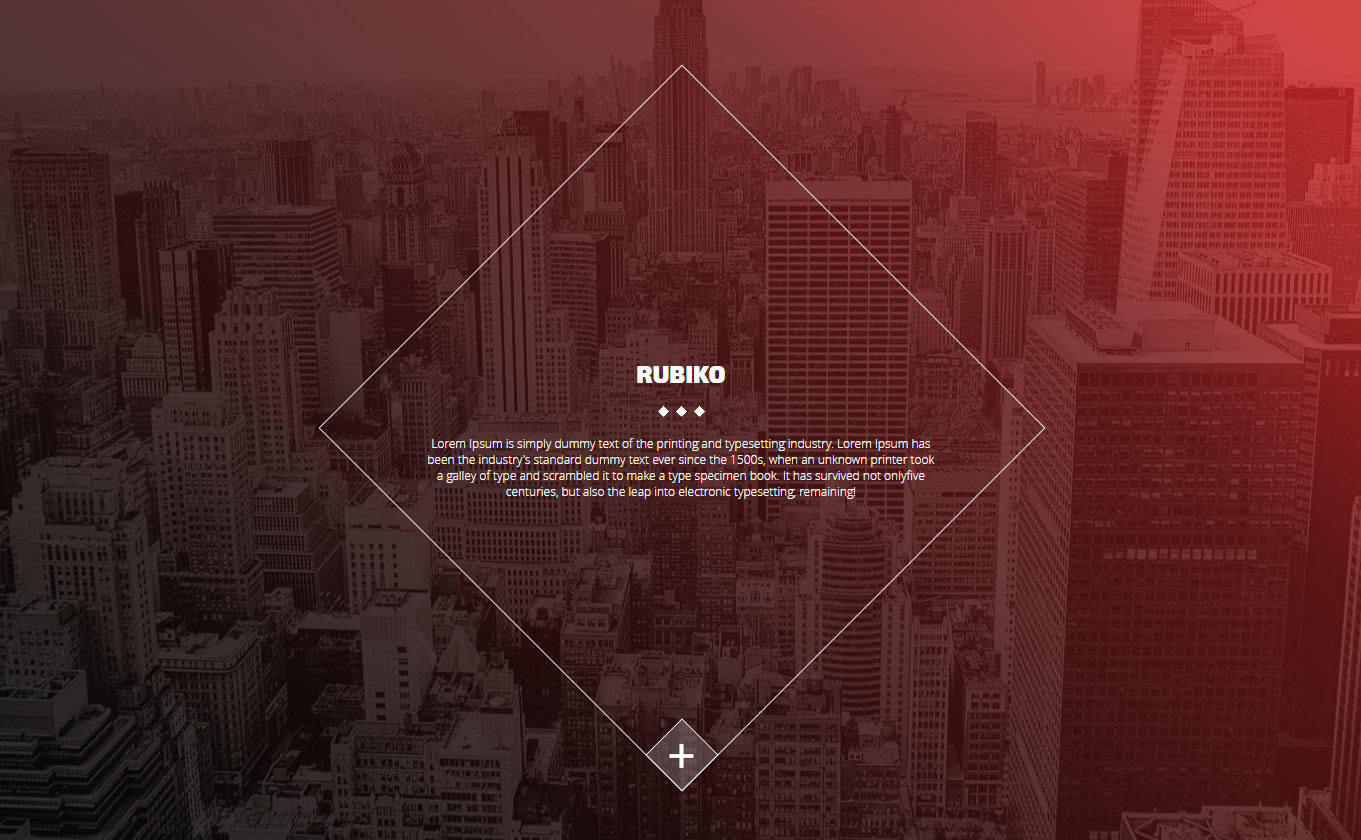 RUBIKO
Lorem Ipsum is simply dummy text of the printing and typesetting industry. Lorem Ipsum has
been the industry's standard dummy text ever since the 1500s, when an unknown printer took
a galley of type and scrambled it to make a type specimen book. It has survived not onlyfive
centuries, but also the leap into electronic typesetting, remaining!